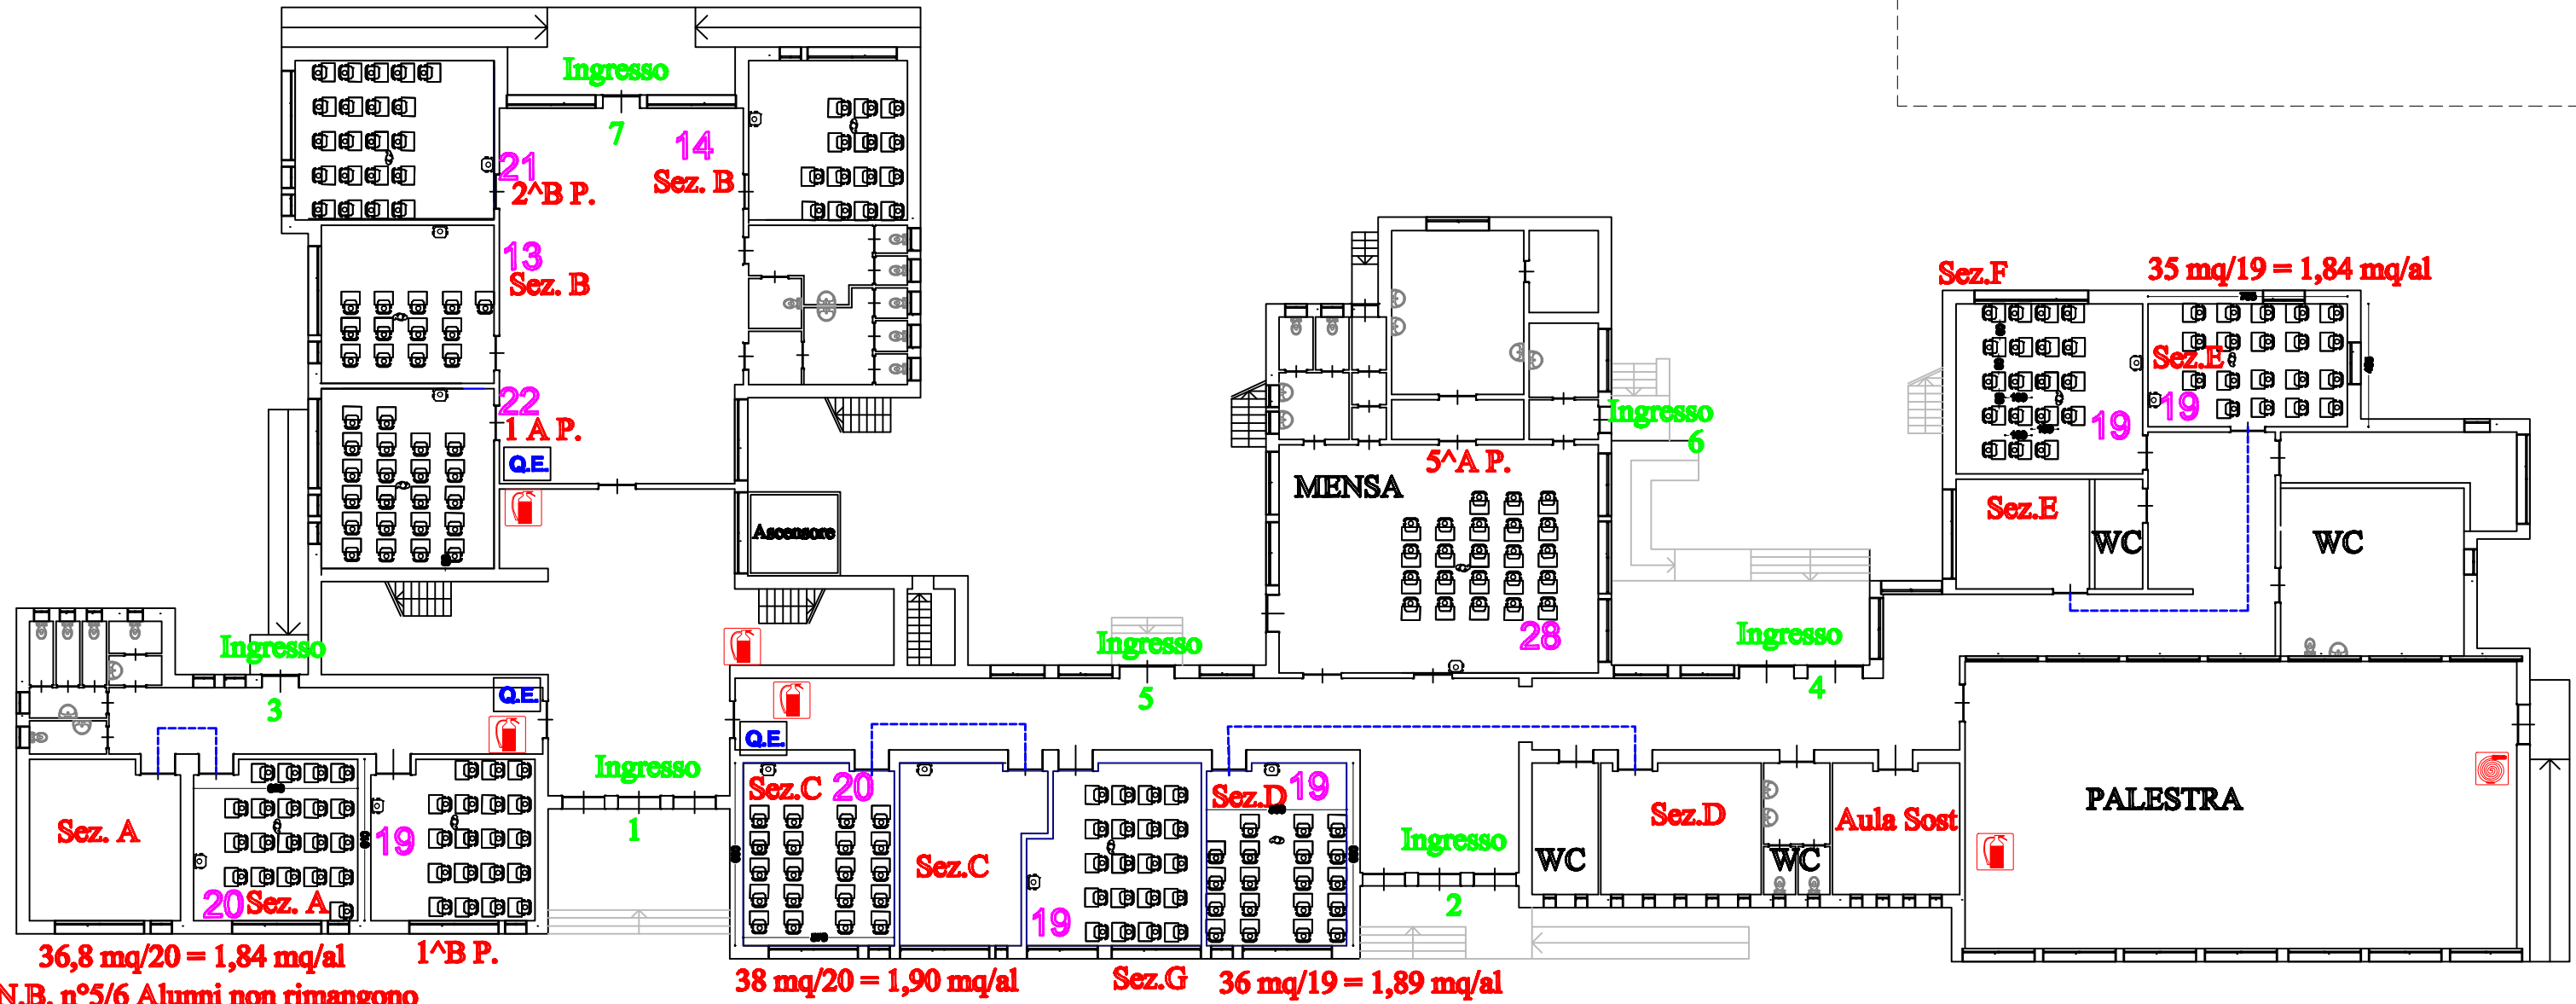 Ingresso
7
14
Sez. B
21
2^B P.
13
Sez. B
22
1 A P.
Q.E.
Ascensore
Sez.F
35 mq/19 = 1,84 mq/al
Sez.E
19
19
Ingresso
6
5^A P.
MENSA
28
Sez.E
WC
WC
Ingresso
3
Q.E.
Ingresso
5
Ingresso
4
Q.E.
Sez. A
20
Sez. A
19
Ingresso
1
Sez.C
20
Sez.C
19
Sez.D
19
Ingresso
2
WC
Sez.D
WC
Aula Sost
PALESTRA
36,8 mq/20 = 1,84 mq/al
1^B P.
38 mq/20 = 1,90 mq/al
Sez.G
36 mq/19 = 1,89 mq/al
N.B. n°5/6 Alunni non rimangono